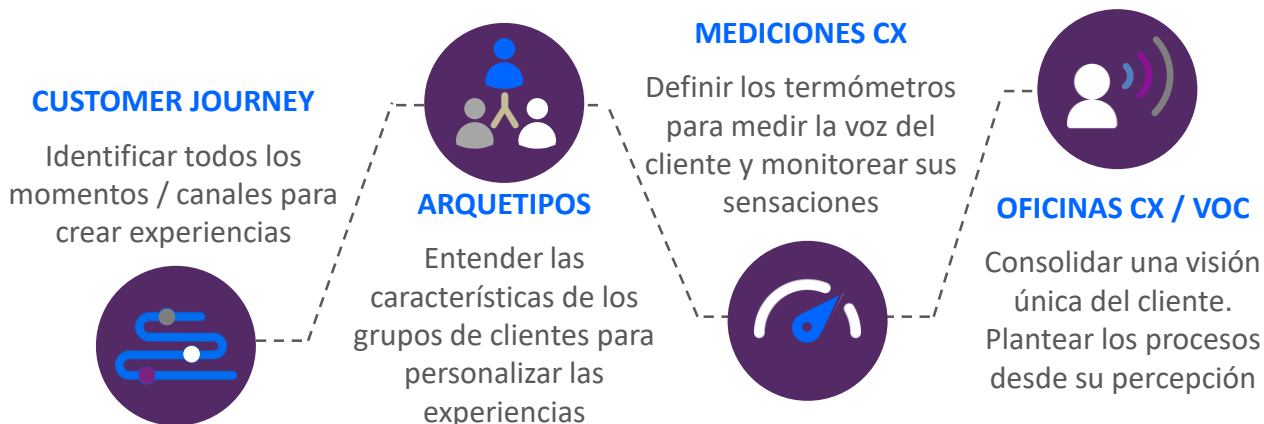 CUSTOMER JOURNEY
Identificar todos los
momentos / canales para
crear experiencias
ARQUETIPOS
Entender las
características de los
grupos de clientes para
personalizar las
experiencias
MEDICIONES CX
Definir los termómetros
para medir la voz del
cliente y monitorear sus
sensaciones
OFICINAS CX / VOC
Consolidar una visión
única del cliente.
Plantear los procesos
desde su percepción